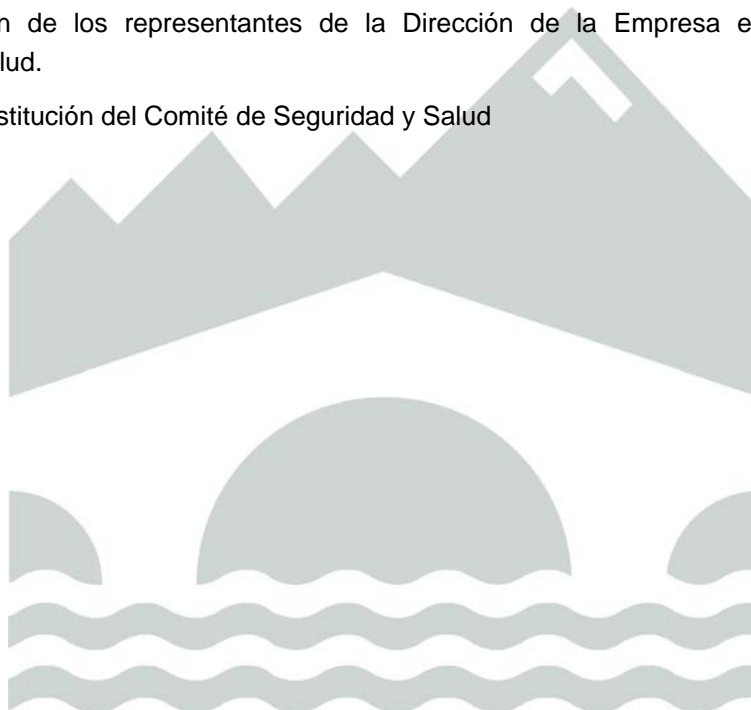 n de los representantes de la Dirección de la Empresa e
lud.
stitución del Comité de Seguridad y Salud